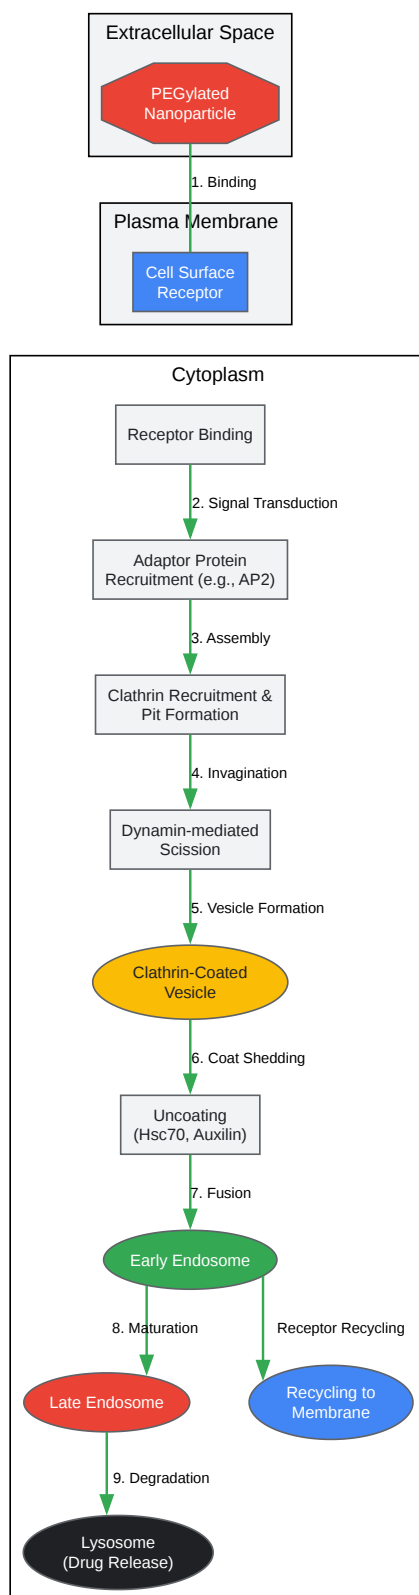 Extracellular Space
PEGylated
Nanoparticle
1. Binding
Plasma Membrane
Cell Surface
Receptor
Cytoplasm
Receptor Binding
2. Signal Transduction
Adaptor Protein
Recruitment (e.g., AP2)
3. Assembly
Clathrin Recruitment &
Pit Formation
4. Invagination
Dynamin-mediated
Scission
5. Vesicle Formation
Clathrin-Coated
Vesicle
6. Coat Shedding
Uncoating
(Hsc70, Auxilin)
7. Fusion
Early Endosome
8. Maturation
Receptor Recycling
Late Endosome
Recycling to
Membrane
9. Degradation
Lysosome
(Drug Release)